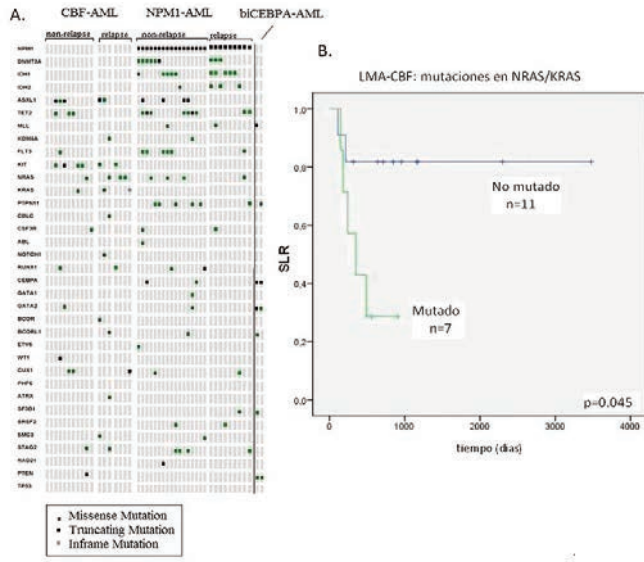 A.
CBF-AML
NPM1-AML
biCEBPA-AML
non-relapse
relapse
non-relapse
relapse
NPM1
DNMT3A
IDH1
IDH2
ASXL1
TET2
MLL
KDM6A
FLT3
KIT
NRAS
KRAS
PTPN11
CBLC
CSF3R
ABL
NOTCH1
RUNX1
CEBPA
GATA1
GATA2
BCOR
BCORL1
ETV6
WT1
CUX1
PHF6
ATRX
SF3B1
SRSF2
SMC3
STAG2
RAD21
PTEN
TP53
Missense Mutation
Truncating Mutation
Inframe Mutation
B.
LMA-CBF: mutaciones en NRAS/KRAS
SLR
1,0
0,8
0,6
0,4
0,2
0,0
No mutado
n=11
Mutado
n=7
p=0.045
0
1000
2000
3000
4000
tiempo (dias)